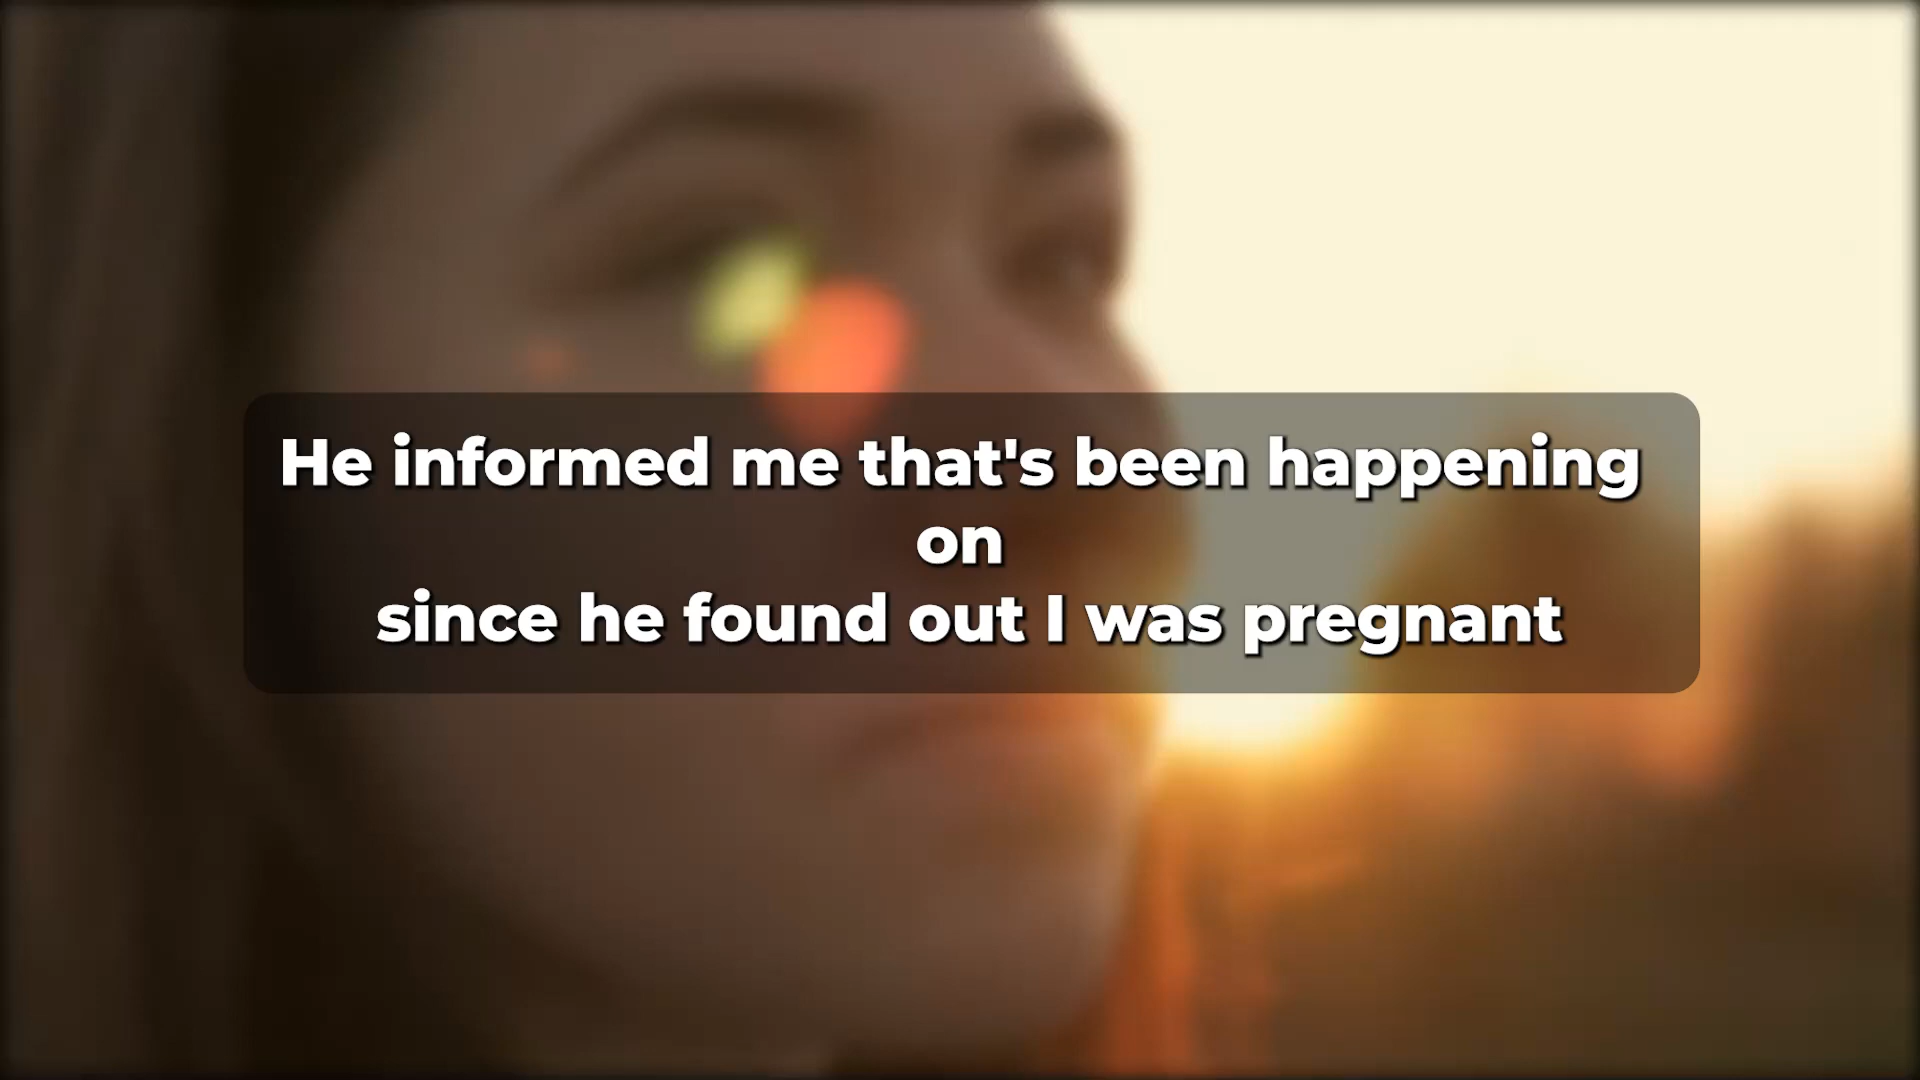 He informed me that's been happening
on
since he found out I was pregnant